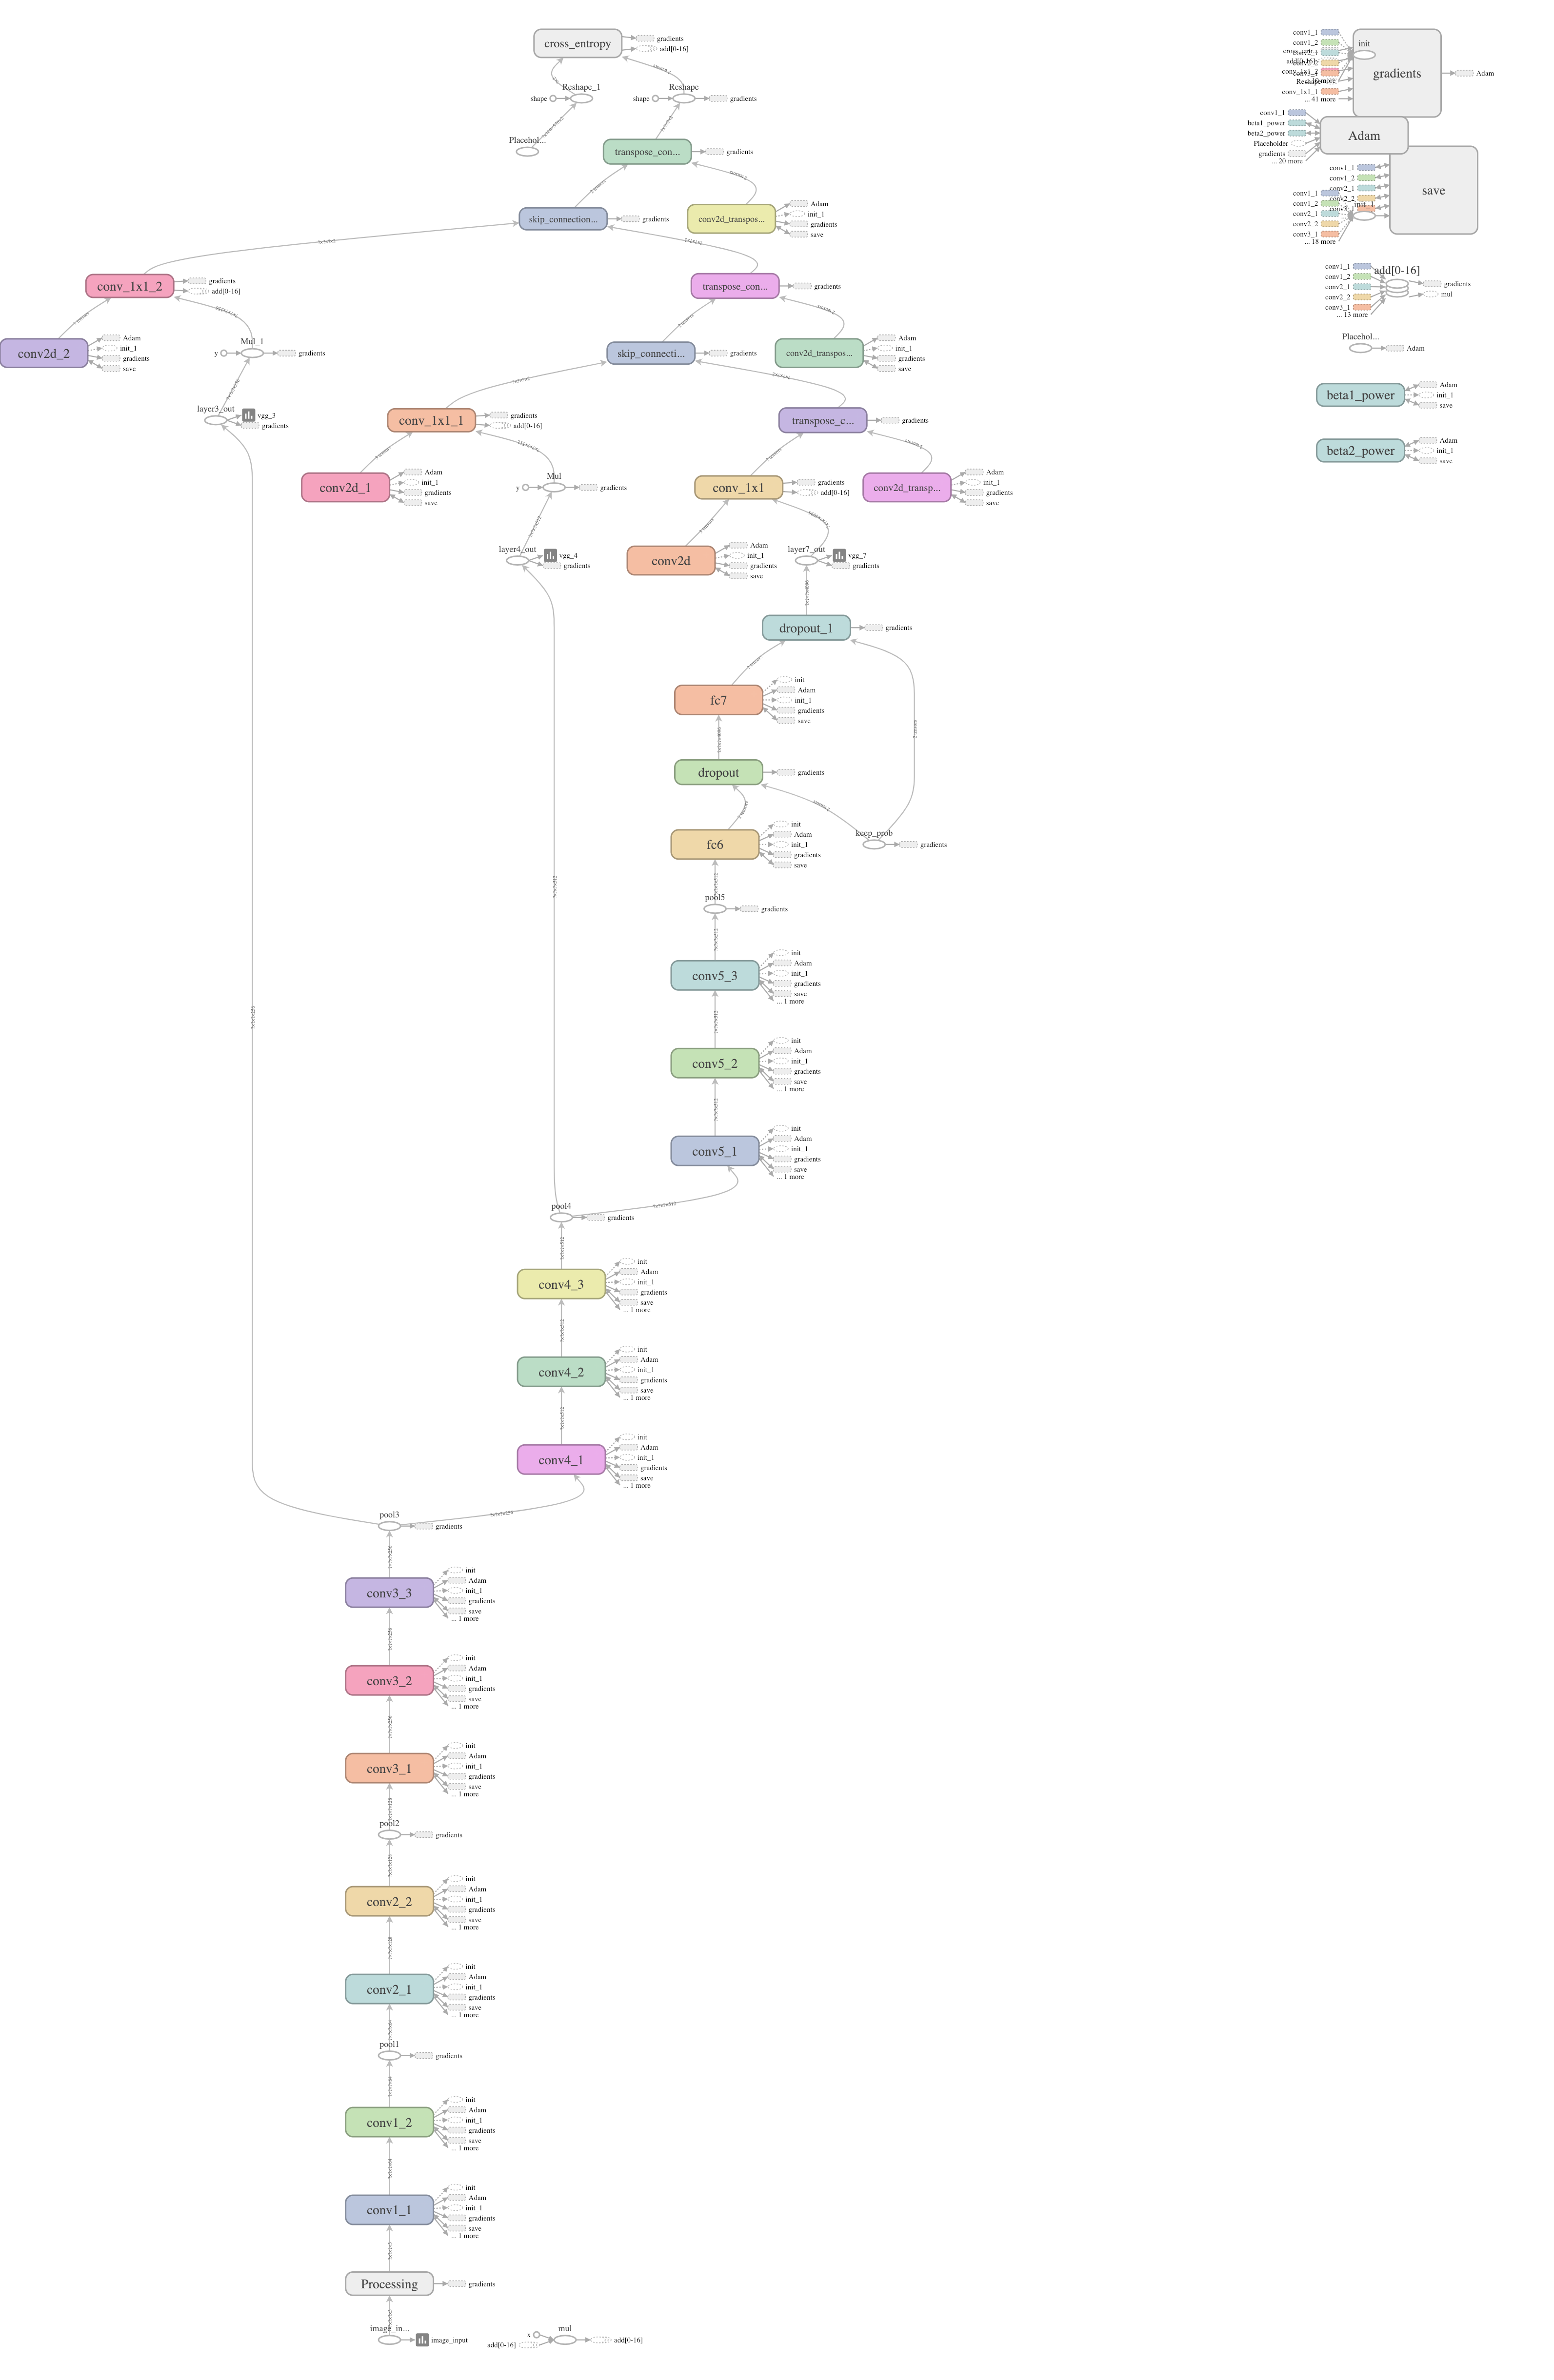 cross_entropy
gradients
add[0-16]
Reshape_1
shape
Reshape
shape
gradients
Placehol...
transpose_con...
gradients
skip_connection...
gradients
conv2d_transpos...
Adam
init_1
gradients
save
conv_1x1_2
gradients
add[0-16]
transpose_con...
gradients
conv2d_2
Adam
init_1
gradients
save
Mul_1
y
gradients
skip_connecti...
gradients
conv2d_transpos...
Adam
init_1
gradients
save
layer3_out
vgg_3
gradients
conv_1x1_1
gradients
add[0-16]
transpose_c...
gradients
conv2d_1
Adam
init_1
gradients
save
Mul
y
gradients
conv_1x1
gradients
add[0-16]
conv2d_transp...
Adam
init_1
gradients
save
layer4_out
vgg_4
gradients
conv2d
Adam
init_1
gradients
save
layer7_out
vgg_7
gradients
dropout_1
gradients
fc7
init
Adam
init_1
gradients
save
dropout
gradients
fc6
init
Adam
init_1
gradients
save
keep_prob
gradients
pool5
gradients
conv5_3
init
Adam
init_1
gradients
save
... 1 more
conv5_2
init
Adam
init_1
gradients
save
... 1 more
conv5_1
init
Adam
init_1
gradients
save
... 1 more
pool4
gradients
conv4_3
init
Adam
init_1
gradients
save
... 1 more
conv4_2
init
Adam
init_1
gradients
save
... 1 more
conv4_1
init
Adam
init_1
gradients
save
... 1 more
pool3
gradients
conv3_3
init
Adam
init_1
gradients
save
... 1 more
conv3_2
init
Adam
init_1
gradients
save
... 1 more
conv3_1
init
Adam
init_1
gradients
save
... 1 more
pool2
gradients
conv2_2
init
Adam
init_1
gradients
save
... 1 more
conv2_1
init
Adam
init_1
gradients
save
... 1 more
pool1
gradients
conv1_2
init
Adam
init_1
gradients
save
... 1 more
conv1_1
init
Adam
init_1
gradients
save
... 1 more
Processing
gradients
image_in...
image_input
mul
x
add[0-16]
add[0-16]
conv1_1
conv1_2
init
gradients
Adam
conv_1x1_1
... 41 more
conv1_1
beta1_power
beta2_power
Placeholder
gradients
... 20 more
Adam
save
conv1_1
conv1_2
conv2_1
conv1_1
conv1_2
conv2_1
conv2_2
conv3_1
... 18 more
add[0-16]
conv1_1
conv1_2
conv2_1
conv2_2
conv3_1
... 13 more
gradients
mul
Placehol...
Adam
beta1_power
Adam
init_1
save
beta2_power
Adam
init_1
save